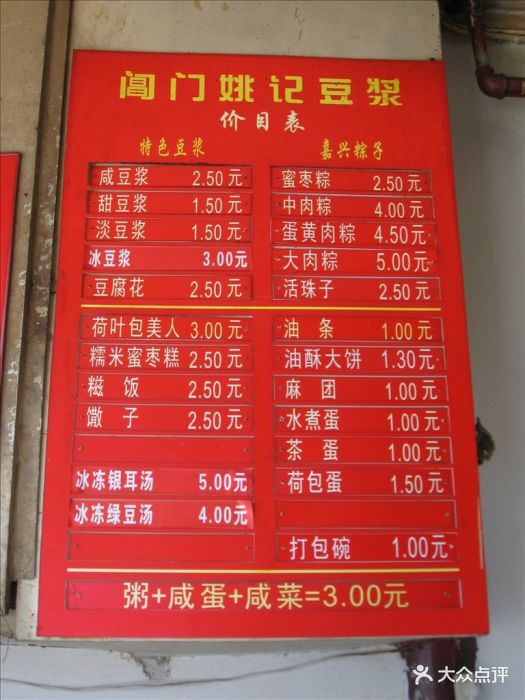 阊门姚记豆浆
价目表
特色豆浆
咸豆浆 2.50元
甜豆浆 1.50元
淡豆浆 1.50元
冰豆浆 3.00元
豆腐花 2.50元
嘉兴粽子
蜜枣粽 2.50元
中肉粽 4.00元
蛋黄肉粽 4.50元
大肉粽 5.00元
活珠子 2.50元
荷叶包美人 3.00元
糯米蜜枣糕 2.50元
糍饭 2.50元
馓子 2.50元
冰冻银耳汤 5.00元
冰冻绿豆汤 4.00元
油条 1.00元
油酥大饼 1.30元
麻团 1.00元
水煮蛋 1.00元
茶蛋 1.00元
荷包蛋 1.50元
打包碗 1.00元
粥+咸蛋+咸菜=3.00元
大众点评